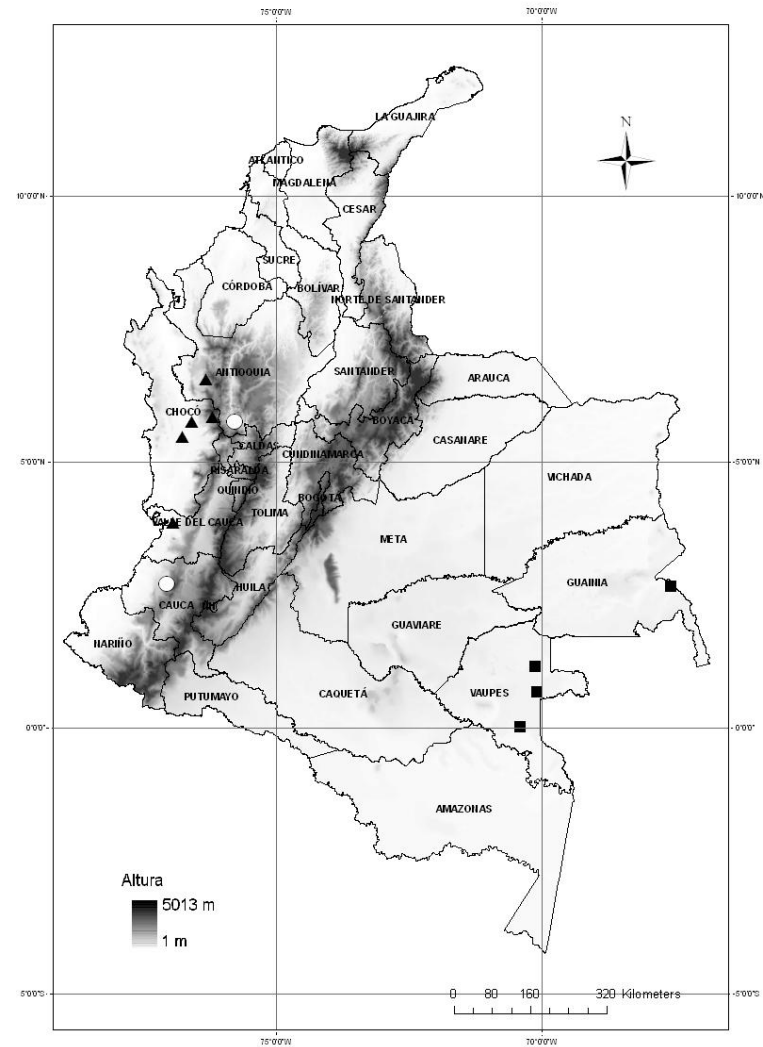 75°0'0"W 70°0'0"W
N
LA GUAJIRA
ATLANTICO
MAGDALENA
10°0'0"N 10°0'0"N
CESAR
SUCRE
CÓRDOBA BOLÍVAR
NORTE DE SANTANDER
ANTIOQUIA SANTANDER
ARAUCA
CHOCÓ
BOYACÁ
CASANARE
CALDAS
CUNDINAMARCA
5°0'0"N 5°0'0"N
RISARALDA
VICHADA
QUINDIO
BOGOTÁ
TOLIMA
VALLE DEL CAUCA
META
GUAINIA
HUILA
CAUCA
GUAVIARE
NARIÑO
PUTUMAYO CAQUETÁ VAUPES
0°0'0" 0°0'0"
AMAZONAS
Altura
5013 m
1 m
5°0'0"S 0 80 160 320 Kilometers 5°0'0"S
75°0'0"W 70°0'0"W